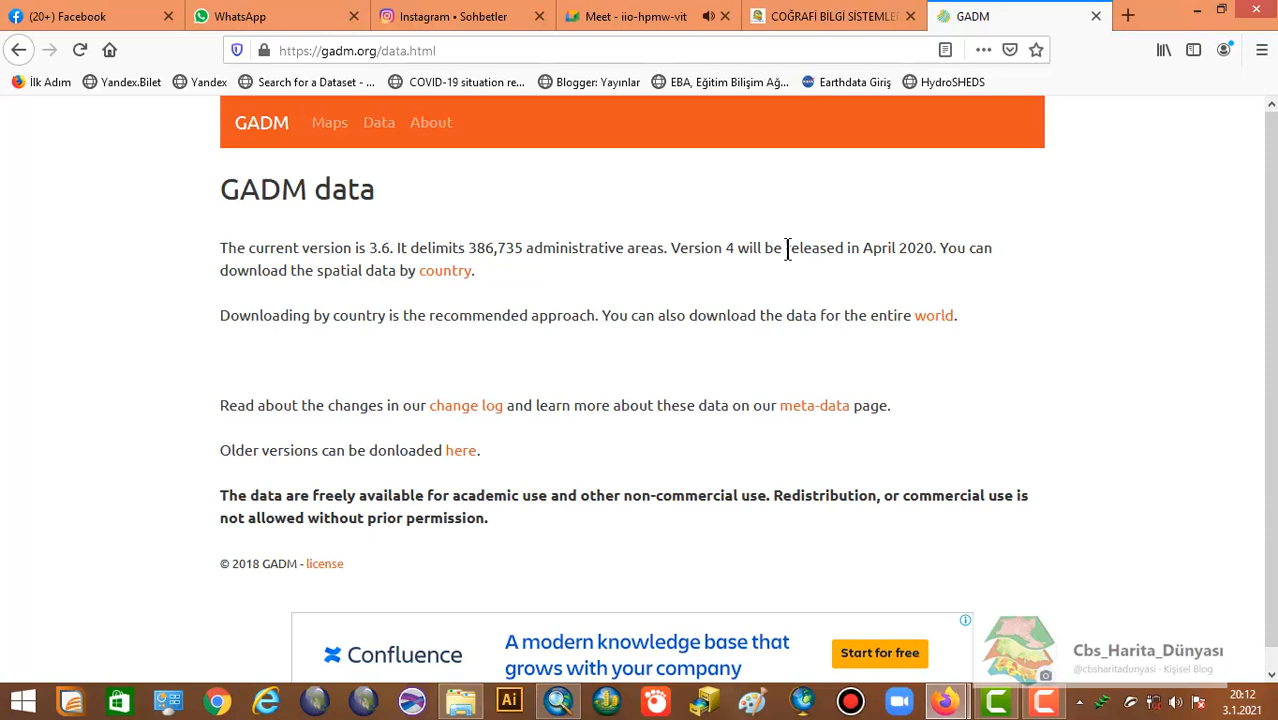 (20+) Facebook
WhatsApp
Instagram • Sohbetler
Meet - iio-hpmw-vit
COĞRAFİ BİLGİ SİSTEMLE
GADM
https://gadm.org/data.html
İlk Adım
Yandex.Bilet
Yandex
Search for a Dataset - ...
COVID-19 situation re...
Blogger: Yayınlar
EBA, Eğitim Bilişim Ağ...
Earthdata Giriş
HydroSHEDS
GADM Maps Data About
GADM data
The current version is 3.6. It delimits 386,735 administrative areas. Version 4 will be released in April 2020. You can
download the spatial data by country.
Downloading by country is the recommended approach. You can also download the data for the entire world.
Read about the changes in our change log and learn more about these data on our meta-data page.
Older versions can be donloaded here.
The data are freely available for academic use and other non-commercial use. Redistribution, or commercial use is
not allowed without prior permission.
© 2018 GADM - license
Confluence
A modern knowledge base that
grows with your company
Start for free
Cbs_Harita_Dünyası
@cbsharitadunyasi - Kişisel Blog
Ai
20:12
3.1.2021